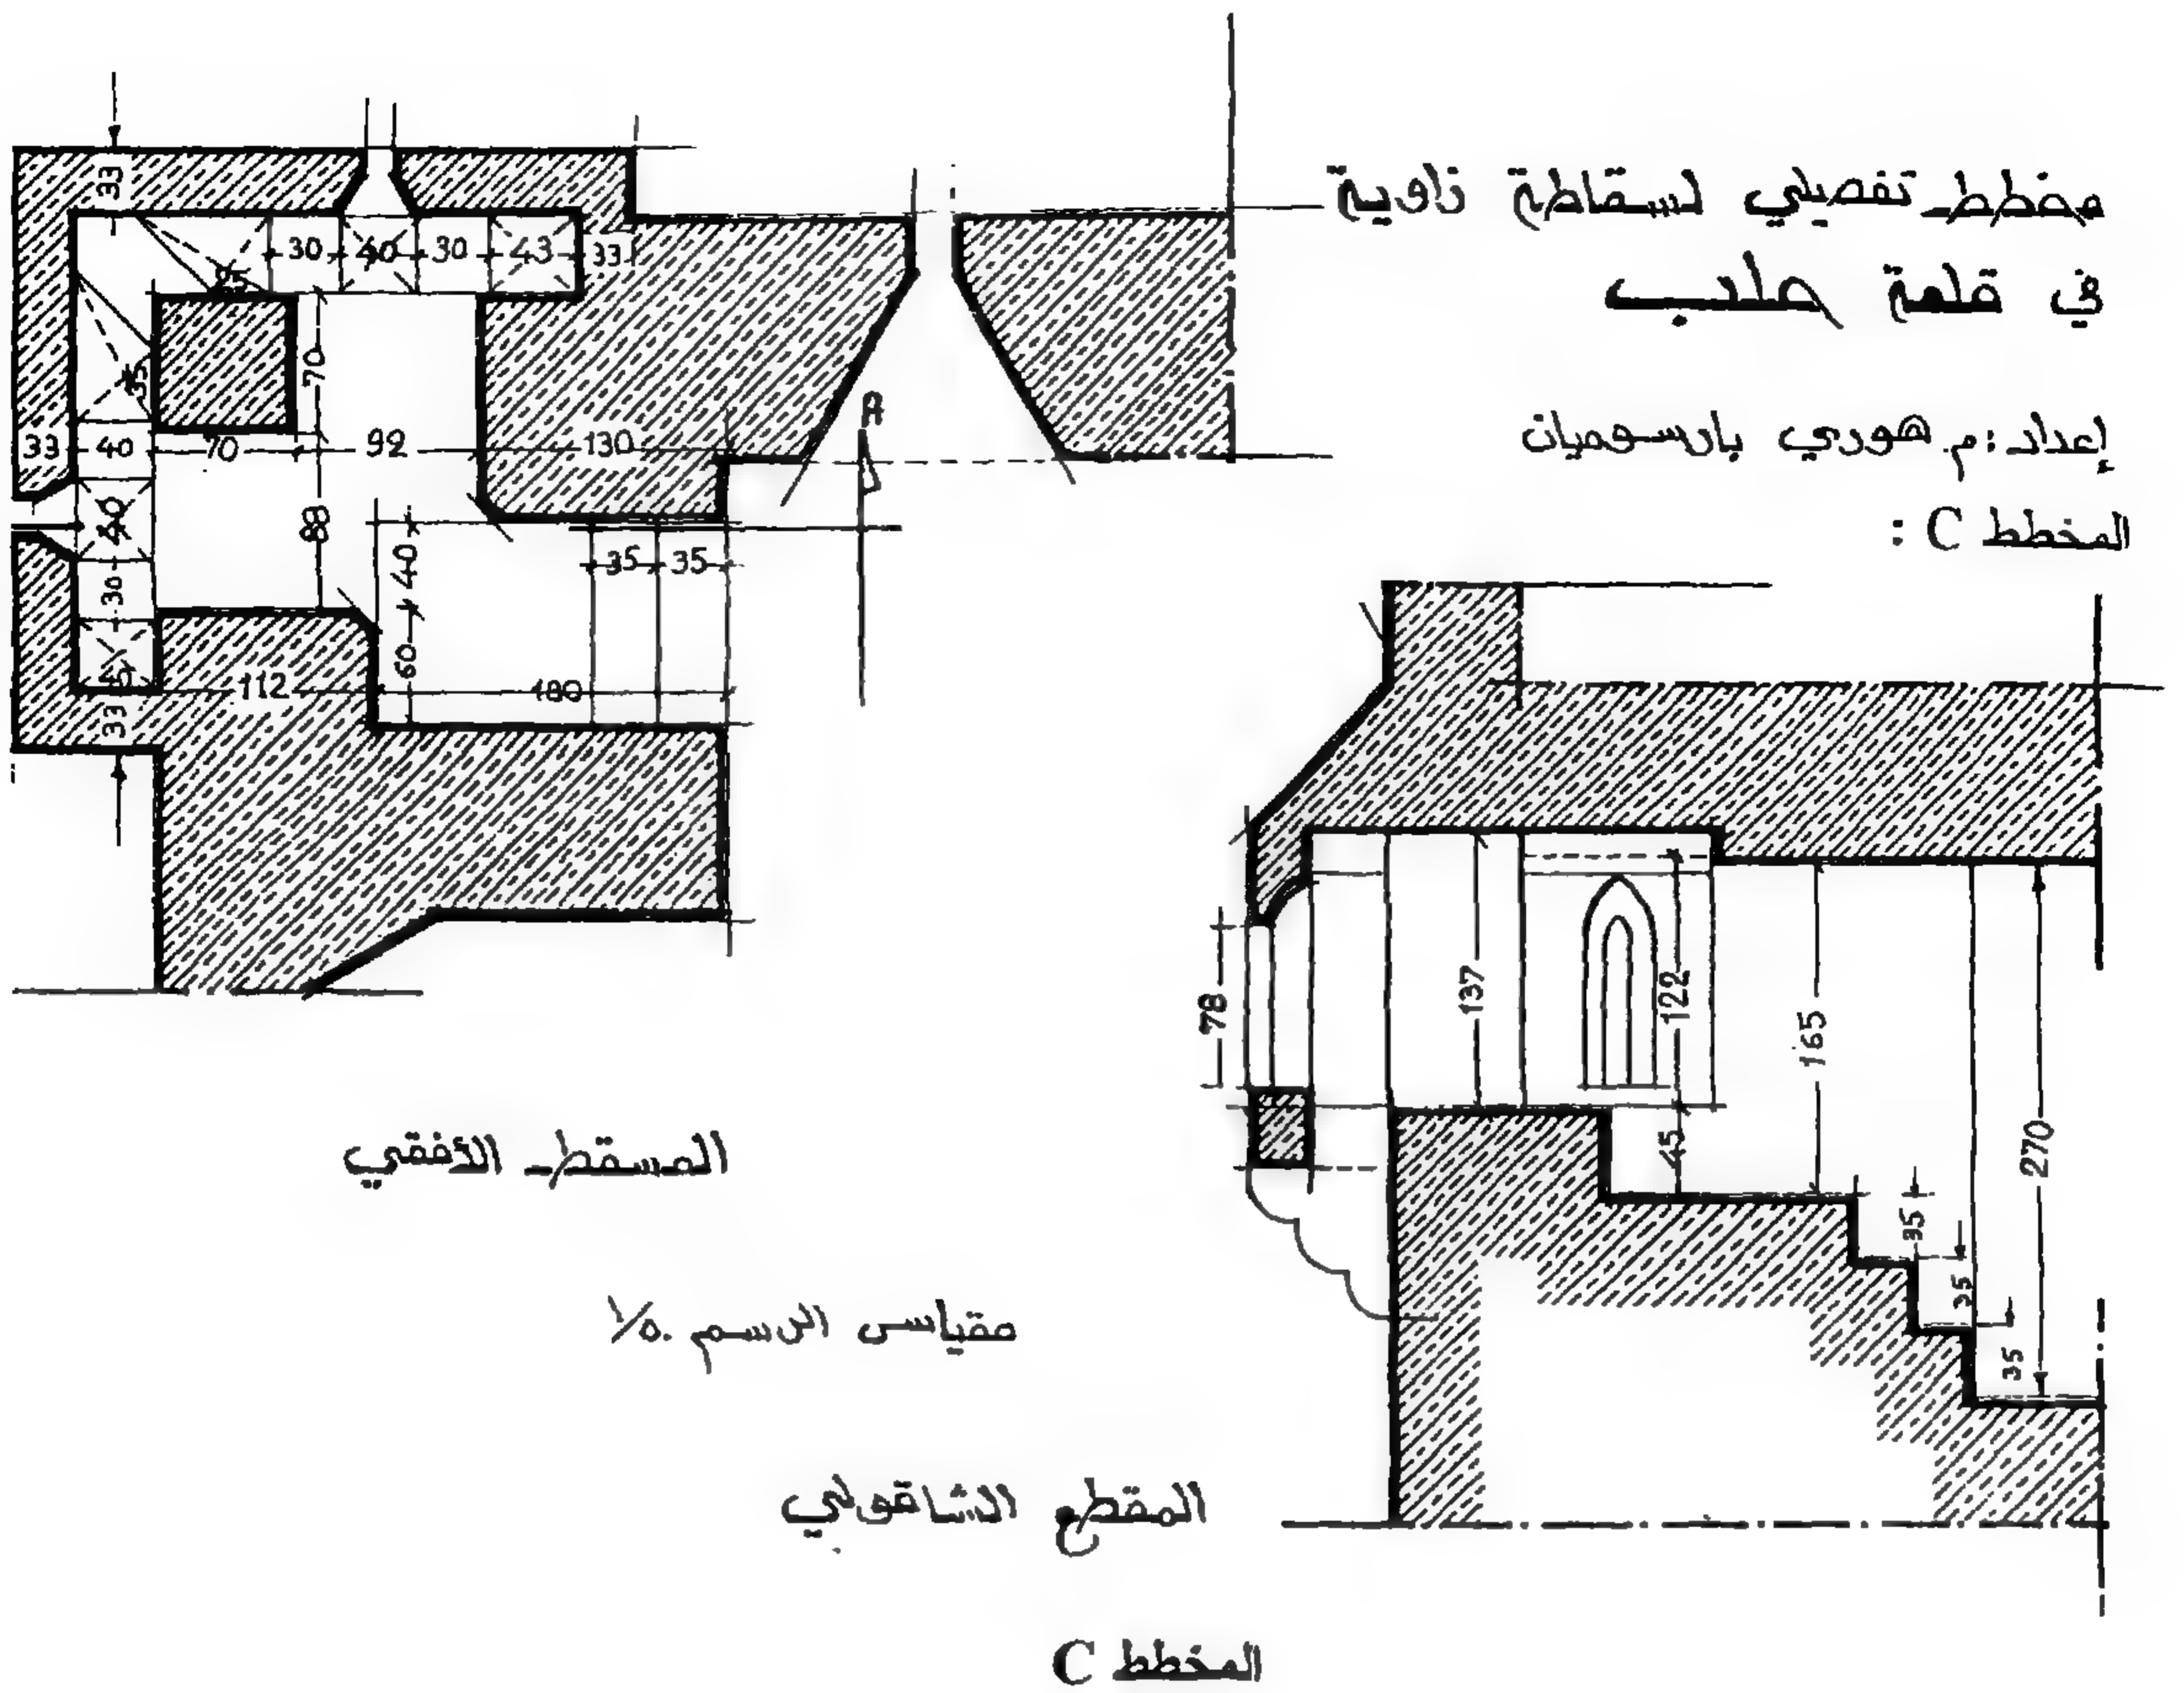 مخطط تفصيلي لسقاطة زاوية
في قلعة حلب
إعداد: م. هوري بارسوميان
المخطط C :
33
30 40 30 43 33
70
35
33 40 70 92 130
40
88
40
35 35
30
60
112 180
33
A
78
137
122
165
45
270
35
35
35
المسقط الأفقي
مقياس الرسم ١/٥٠
المقطع الشاقولي
المخطط C